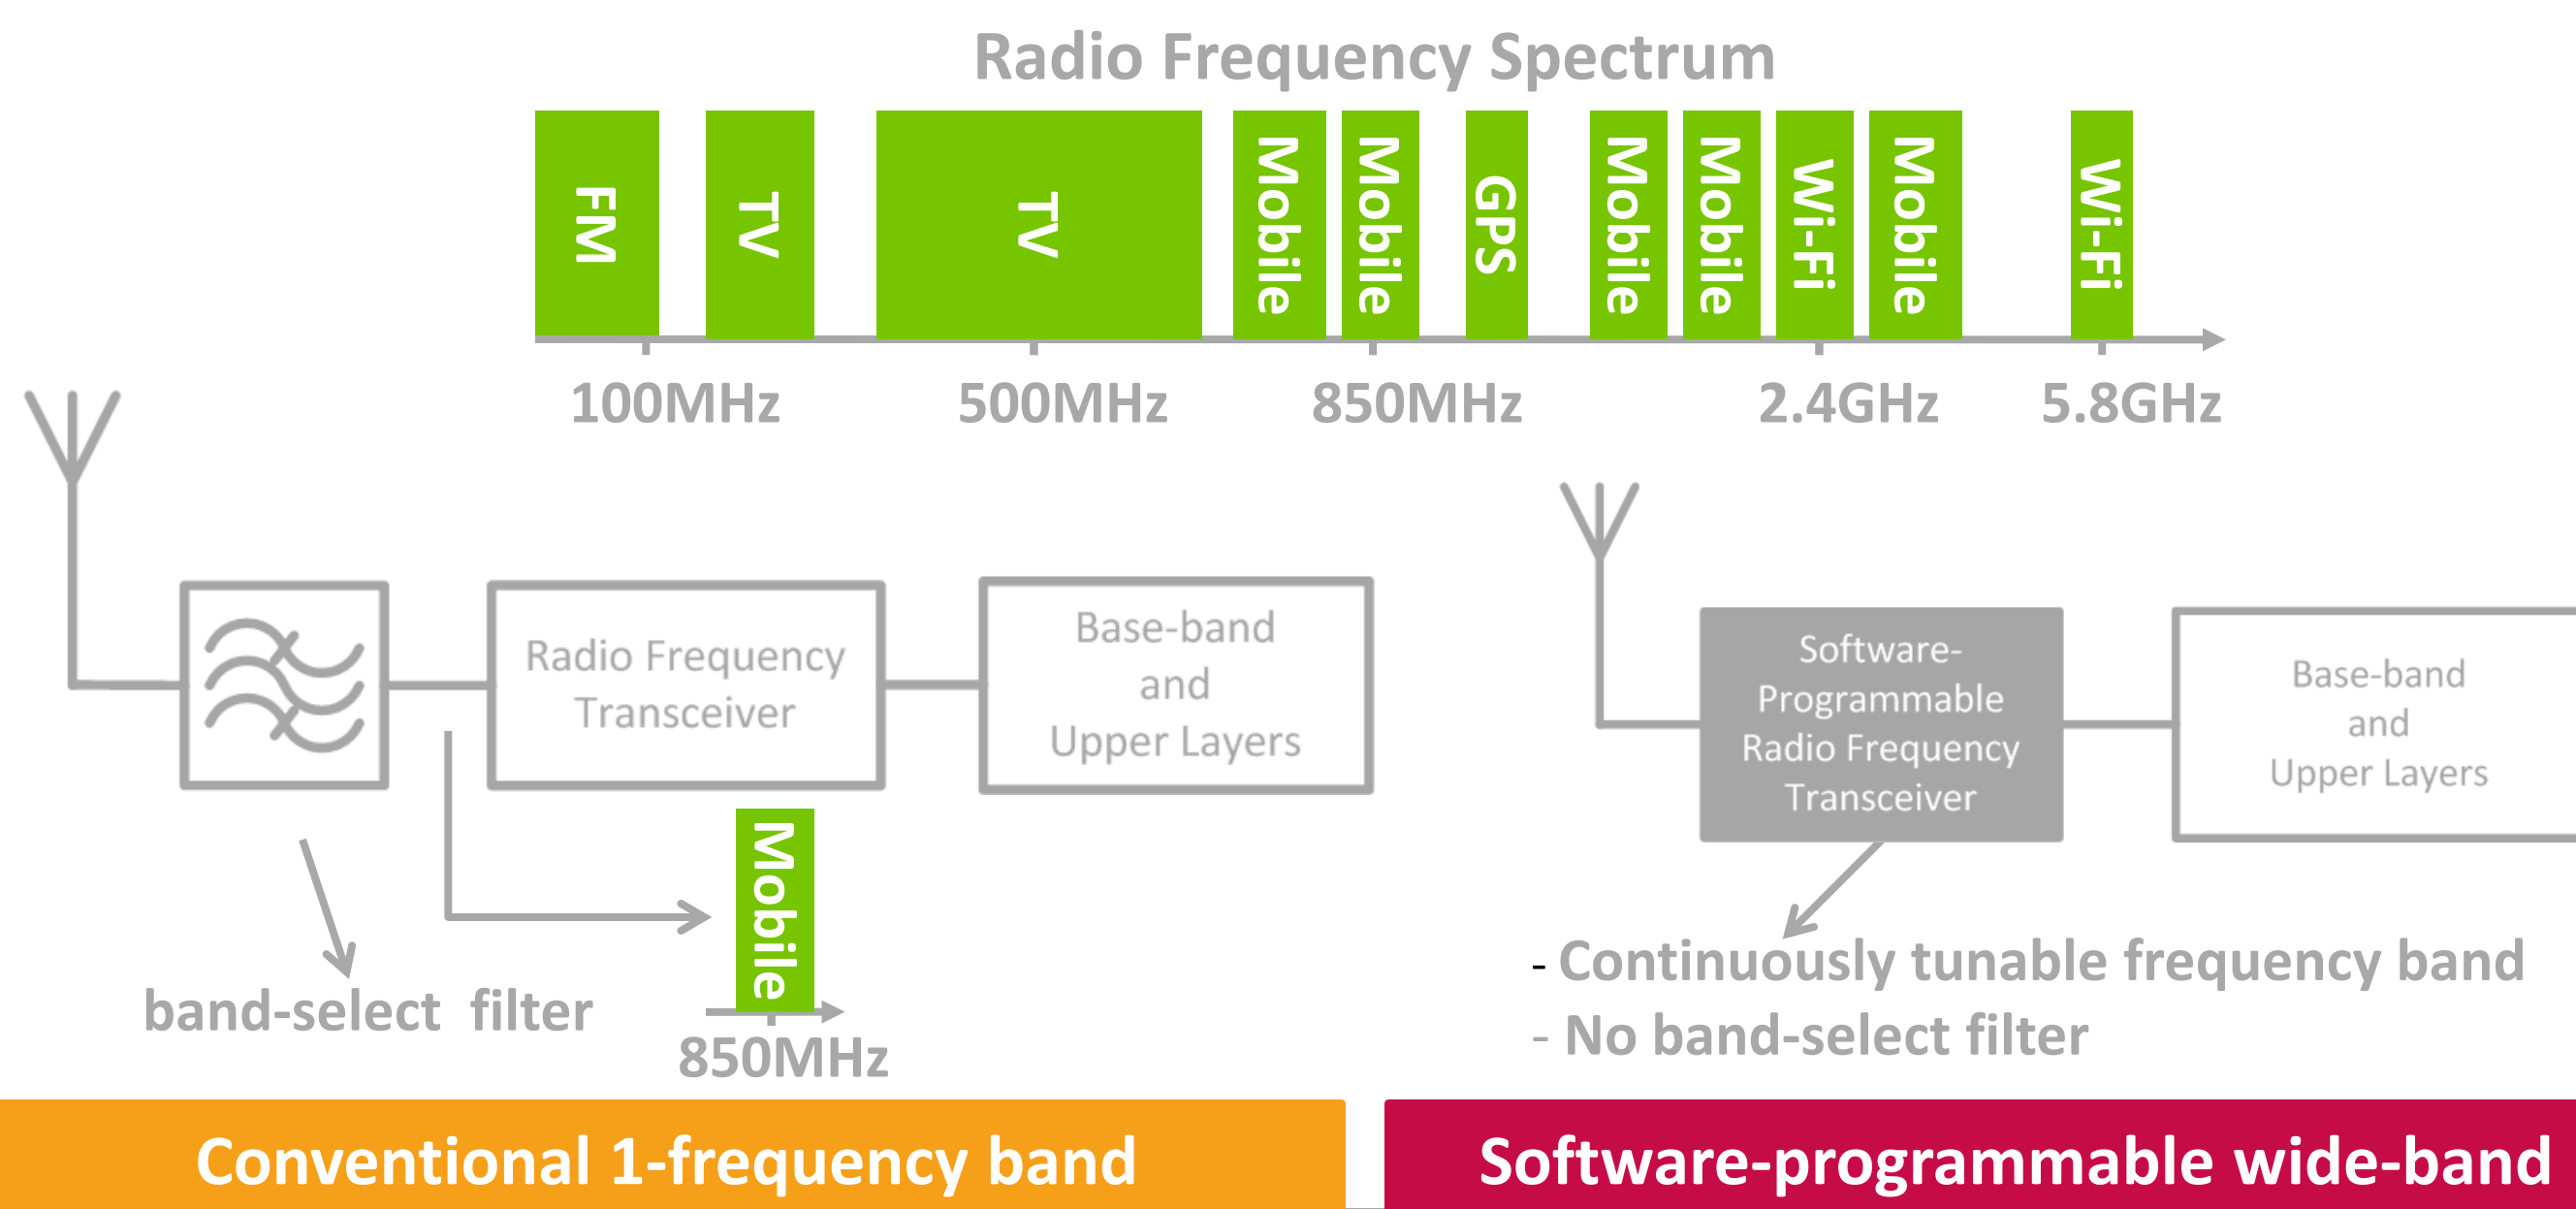 Radio Frequency Spectrum
FM
TV
TV
Mobile
Mobile
GPS
Mobile
Mobile
Wi-Fi
Mobile
Wi-Fi
100MHz
500MHz
850MHz
2.4GHz
5.8GHz
Radio Frequency
Transceiver
Base-band
and
Upper Layers
band-select filter
Mobile
850MHz
Conventional 1-frequency band
Software-
Programmable
Radio Frequency
Transceiver
Base-band
and
Upper Layers
- Continuously tunable frequency band
- No band-select filter
Software-programmable wide-band